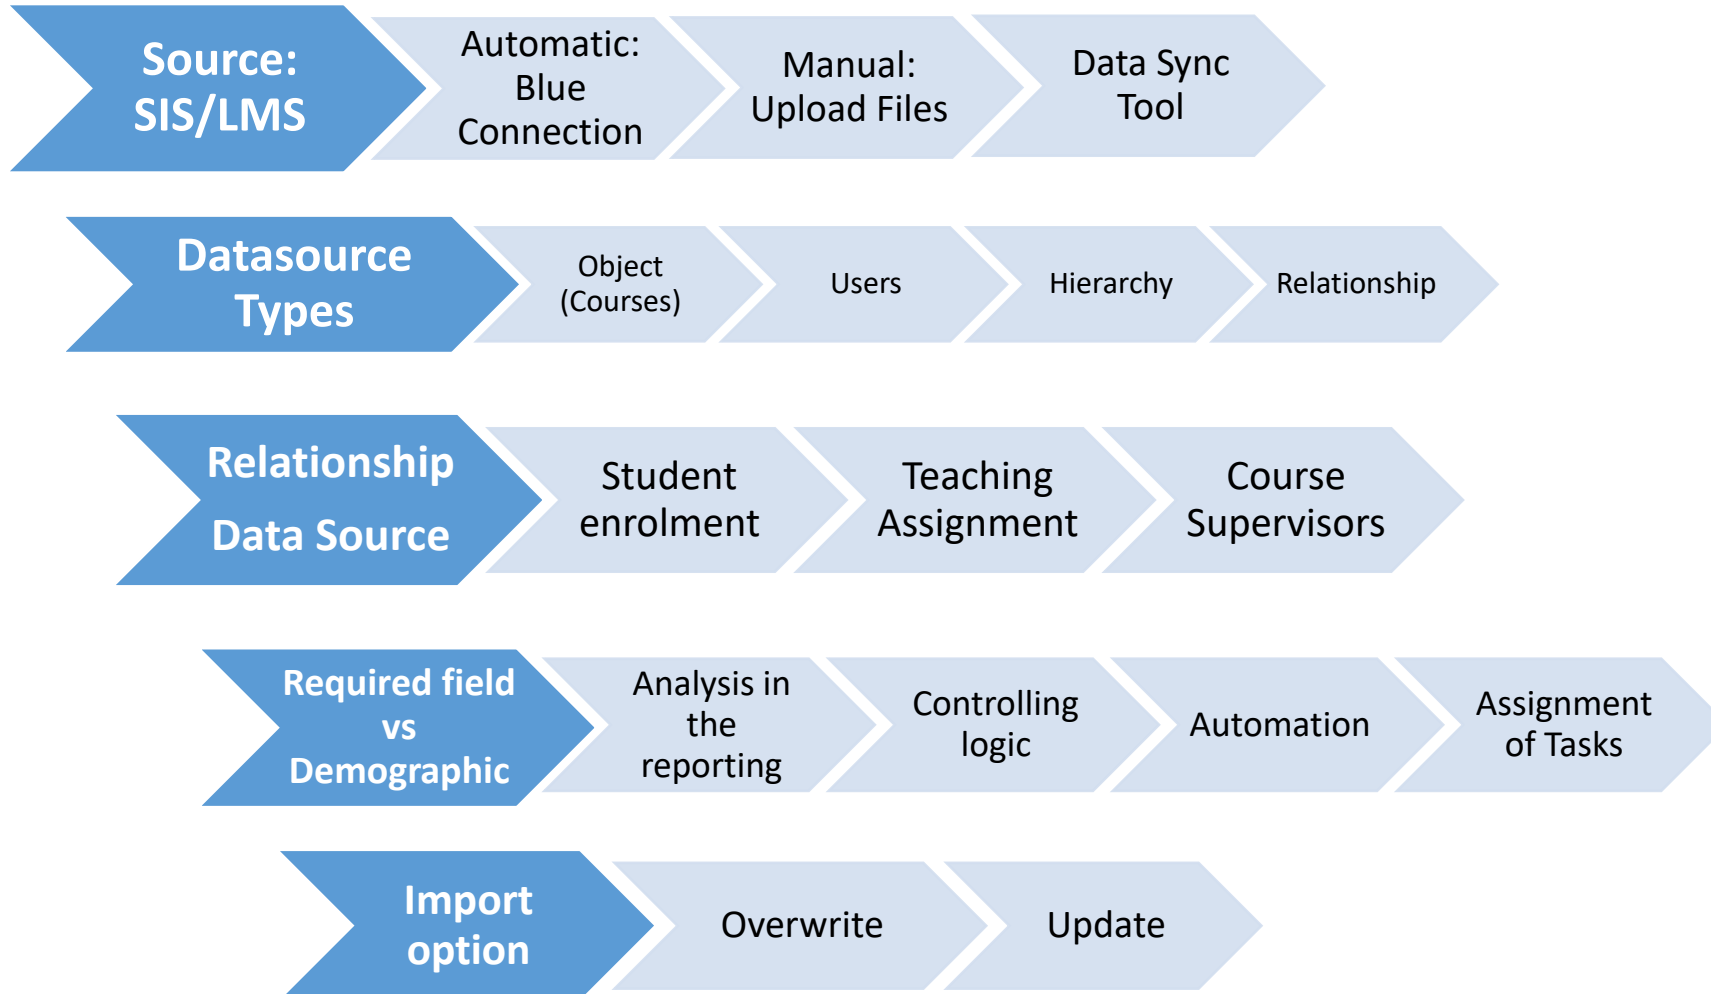 Source:
SIS/LMS
Automatic:
Blue
Connection
Manual:
Upload Files
Data Sync
Tool
Datasource
Types
Object
(Courses)
Users
Hierarchy
Relationship
Relationship
Data Source
Student
enrolment
Teaching
Assignment
Course
Supervisors
Required field
vs
Demographic
Analysis in
the
reporting
Controlling
logic
Automation
Assignment
of Tasks
Import
option
Overwrite
Update